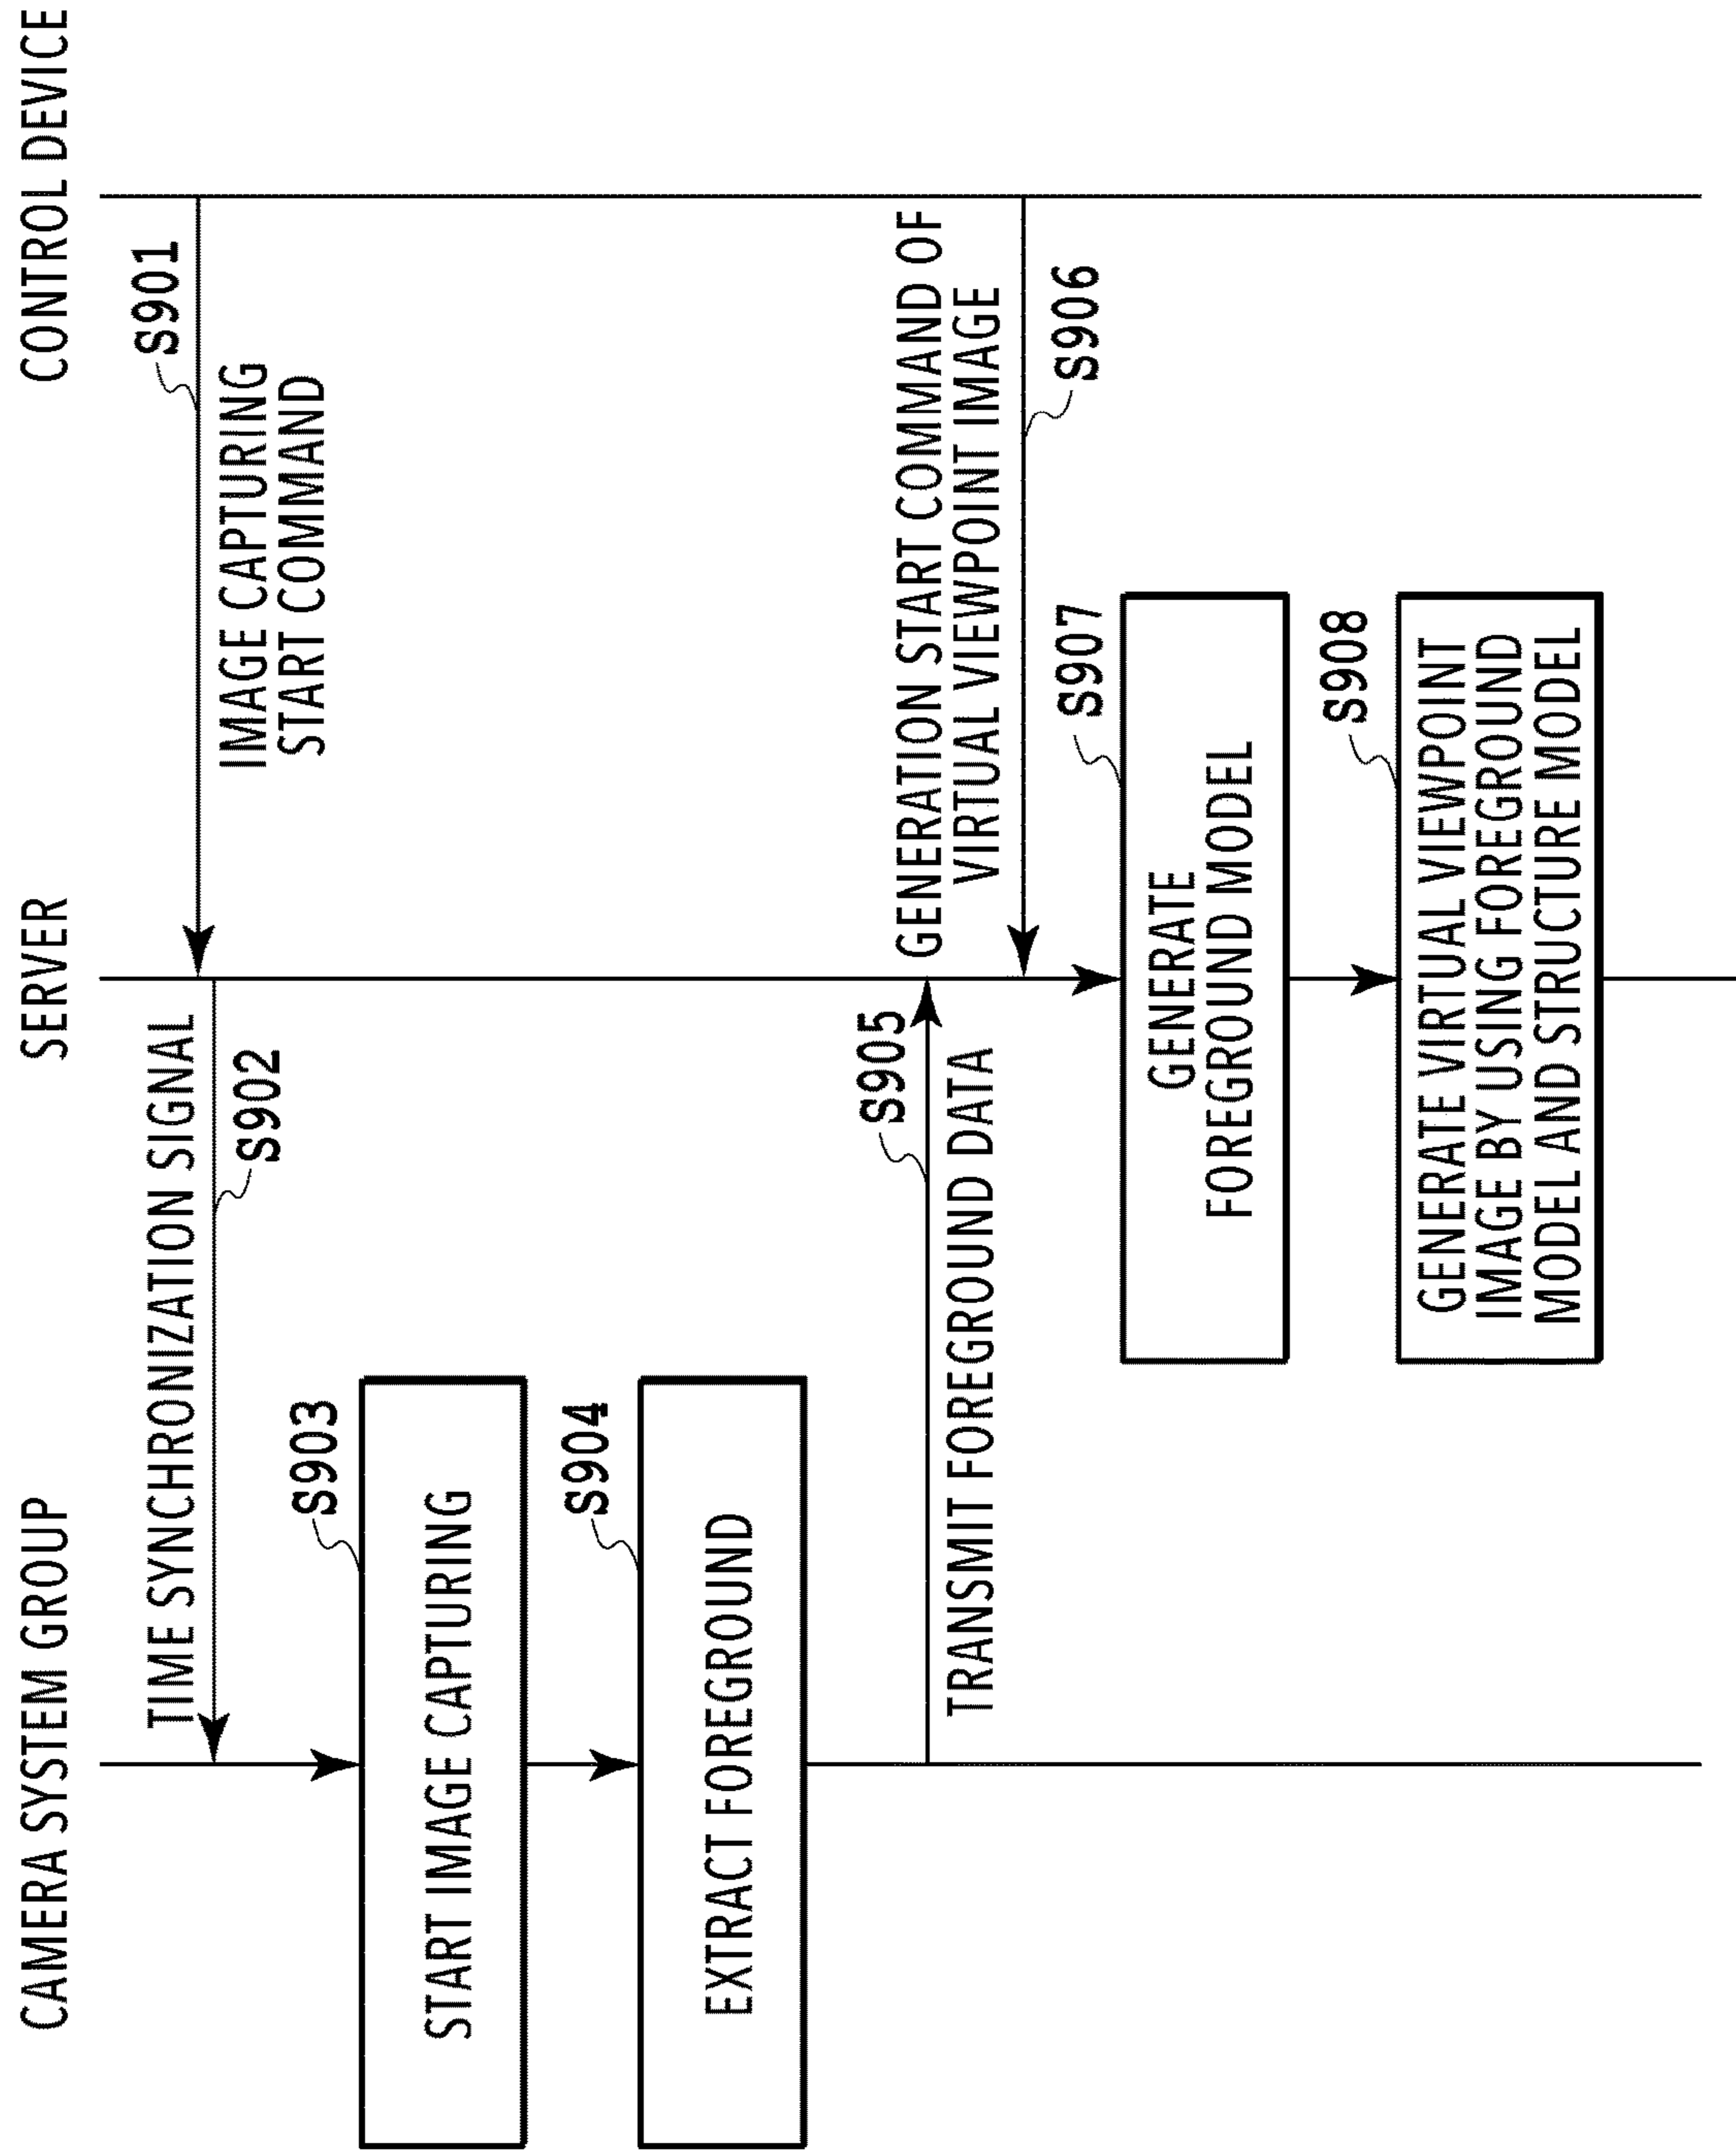 CAMERA SYSTEM GROUP
SERVER
CONTROL DEVICE
S901
IMAGE CAPTURING
START COMMAND
TIME SYNCHRONIZATION SIGNAL
S902
S903
START IMAGE CAPTURING
S904
EXTRACT FOREGROUND
S905
TRANSMIT FOREGROUND DATA
GENERATION START COMMAND OF
VIRTUAL VIEWPOINT IMAGE
S906
S907
GENERATE
FOREGROUND MODEL
S908
GENERATE VIRTUAL VIEWPOINT
IMAGE BY USING FOREGROUND
MODEL AND STRUCTURE MODEL